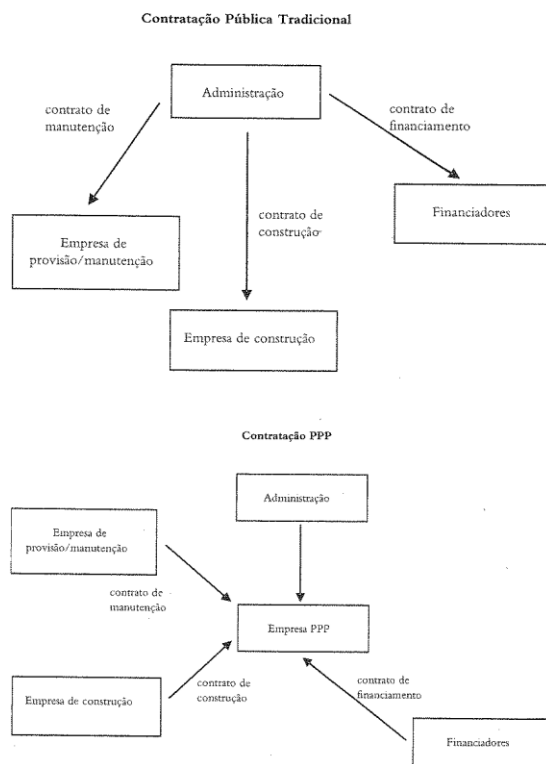 Contratação Pública Tradicional
Administração
contrato de
manutenção
contrato de
financiamento
contrato de
construção
Empresa de
provisão/manutenção
Financiadores
Empresa de construção
Contratação PPP
Administração
Empresa de
provisão/manutenção
contrato de
manutenção
Empresa PPP
Empresa de construção
contrato de
construção
contrato de
financiamento
Financiadores